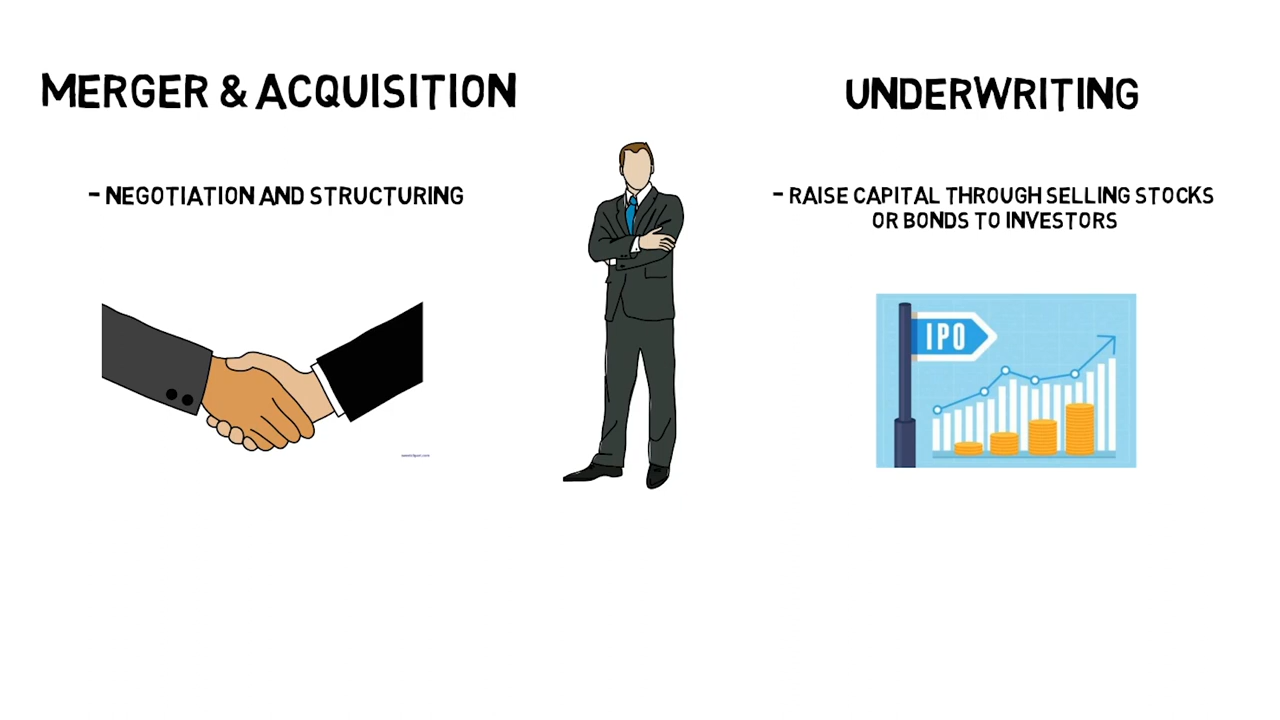 MERGER & ACQUISITION
- NEGOTIATION AND STRUCTURING
UNDERWRITING
- RAISE CAPITAL THROUGH SELLING STOCKS
OR BONDS TO INVESTORS
IPO